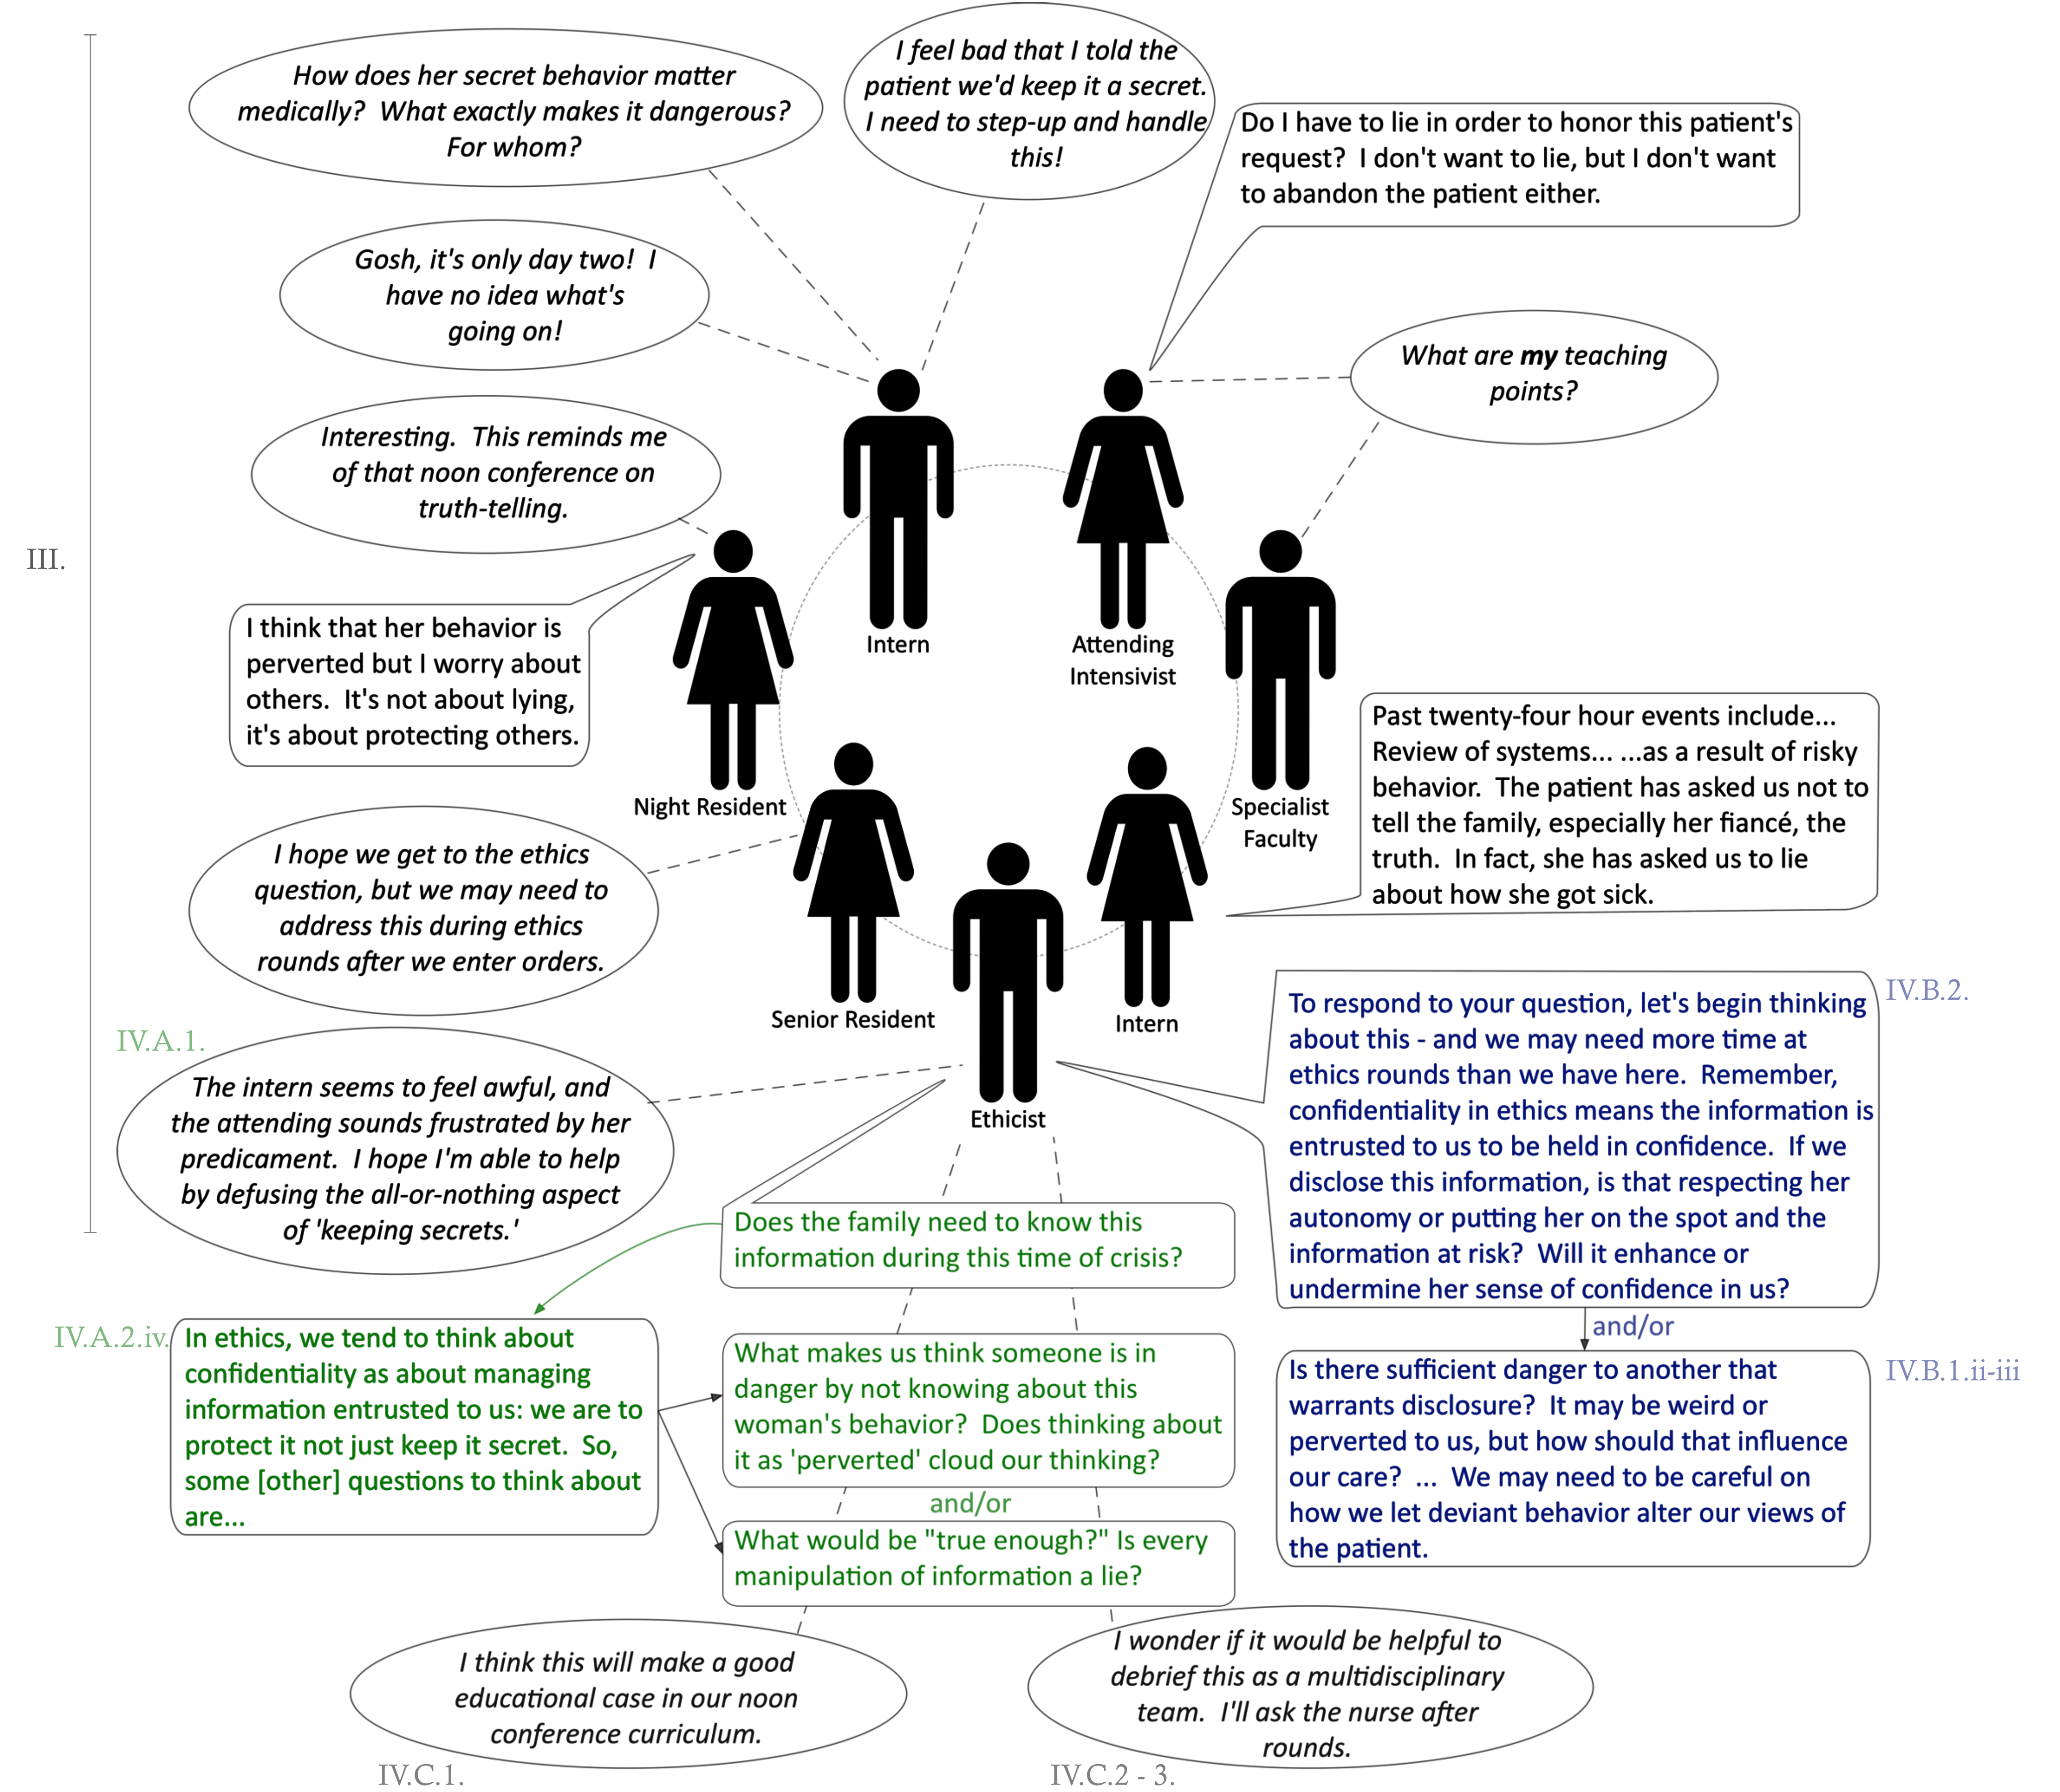 How does her secret behavior matter
medically?  What exactly makes it dangerous?
For whom?
I feel bad that I told the
patient we'd keep it a secret.
I need to step-up and handle
this!
Do I have to lie in order to honor this patient's
request?  I don't want to lie, but I don't want
to abandon the patient either.
Gosh, it's only day two!  I
have no idea what's
going on!
What are my teaching
points?
Interesting.  This reminds me
of that noon conference on
truth-telling.
III.
I think that her behavior is
perverted but I worry about
others.  It's not about lying,
it's about protecting others.
Intern
Attending
Intensivist
Night Resident
Specialist
Faculty
Past twenty-four hour events include...
Review of systems... ...as a result of risky
behavior.  The patient has asked us not to
tell the family, especially her fiancé, the
truth.  In fact, she has asked us to lie
about how she got sick.
I hope we get to the ethics
question, but we may need to
address this during ethics
rounds after we enter orders.
Senior Resident
Intern
Ethicist
IV.A.1.
The intern seems to feel awful, and
the attending sounds frustrated by her
predicament.  I hope I'm able to help
by defusing the all-or-nothing aspect
of 'keeping secrets.'
IV.B.2.
To respond to your question, let's begin thinking
about this - and we may need more time at
ethics rounds than we have here.  Remember,
confidentiality in ethics means the information is
entrusted to us to be held in confidence.  If we
disclose this information, is that respecting her
autonomy or putting her on the spot and the
information at risk?  Will it enhance or
undermine her sense of confidence in us?
and/or
IV.B.1.ii-iii
Is there sufficient danger to another that
warrants disclosure?  It may be weird or
perverted to us, but how should that influence
our care?  ...  We may need to be careful on
how we let deviant behavior alter our views of
the patient.
Does the family need to know this
information during this time of crisis?
IV.A.2.iv.
In ethics, we tend to think about
confidentiality as about managing
information entrusted to us: we are to
protect it not just keep it secret.  So,
some [other] questions to think about
are...
What makes us think someone is in
danger by not knowing about this
woman's behavior?  Does thinking about
it as 'perverted' cloud our thinking?
and/or
What would be "true enough?" Is every
manipulation of information a lie?
I think this will make a good
educational case in our noon
conference curriculum.
IV.C.1.
I wonder if it would be helpful to
debrief this as a multidisciplinary
team.  I'll ask the nurse after
rounds.
IV.C.2 - 3.